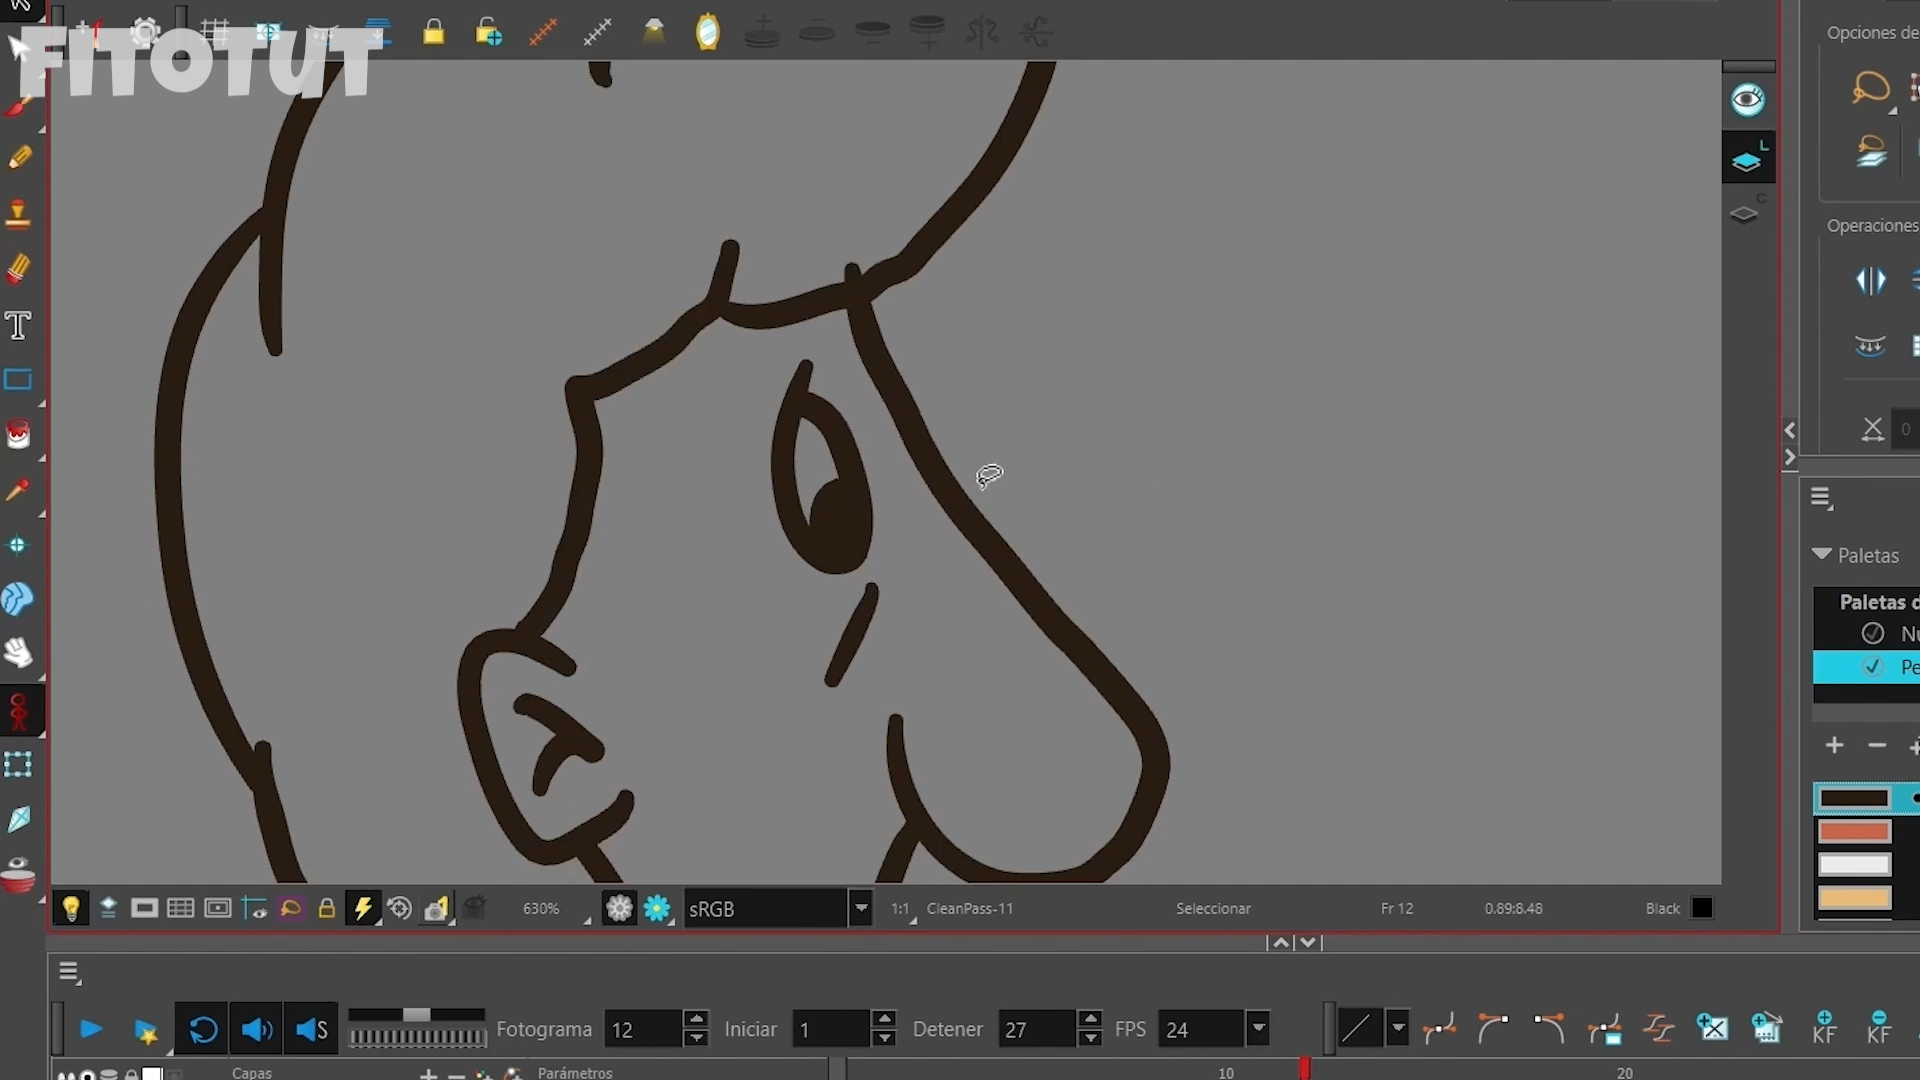 FITOTUT
Opciones de
L
C
Operaciones
0
Paletas
Paletas d
Nu
Pe
630%
sRGB
1:1
CleanPass-11
Seleccionar
Fr 12
0.89:8.48
Black
S
Fotograma
12
Iniciar
1
Detener
27
FPS
24
KF
KF
Capas
Parámetros
10
20